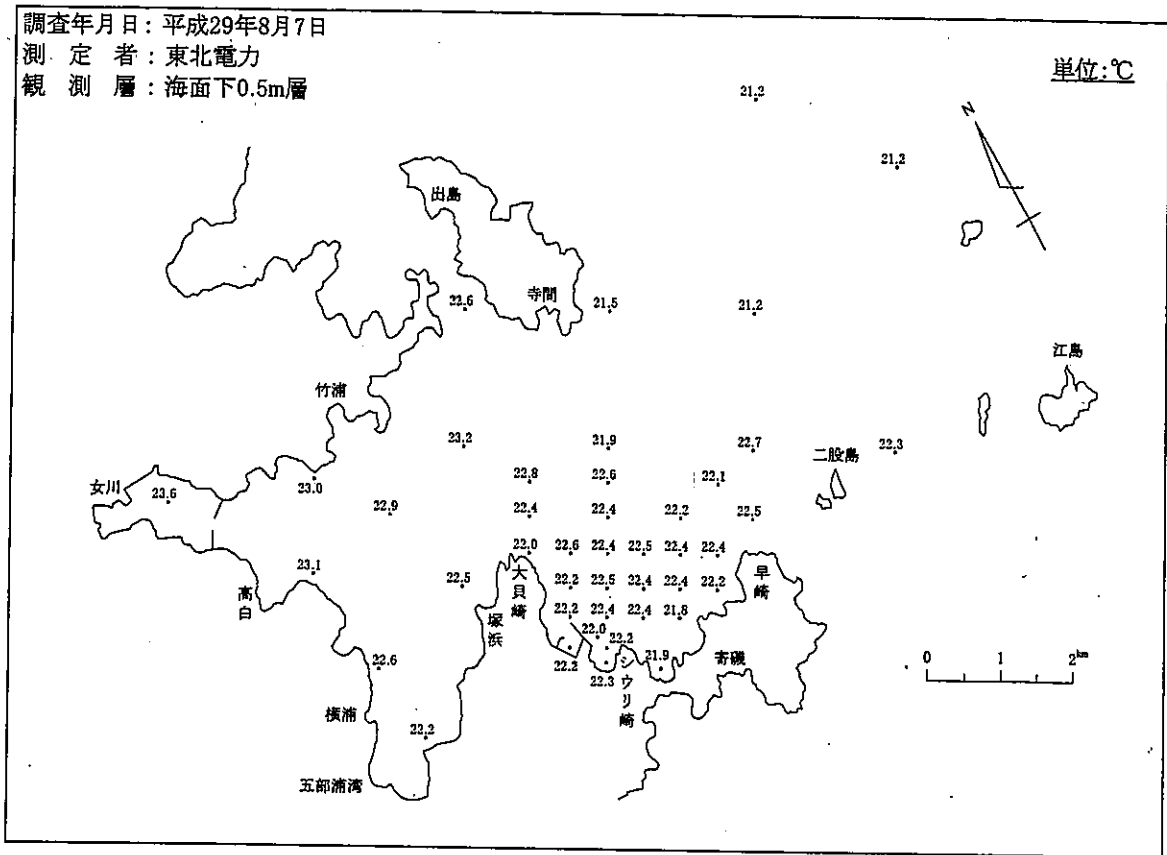 調査年月日：平成29年8月7日
測定者：東北電力
観測層：海面下0.5m層
単位：℃
21.2
N
21.2
出島
寺間
22.6
21.5
21.2
江島
竹浦
23.2
21.9
22.7
22.3
二股島
22.8
22.6
22.1
女川
23.6
23.0
22.9
22.4
22.4
22.2
22.5
22.0
22.6
22.4
22.5
22.4
22.4
23.1
22.5
大貝崎
22.2
22.5
22.4
22.4
22.2
早崎
高白
塚浜
22.2
22.4
22.4
21.8
22.0
22.2
22.6
22.2
22.3
シウリ崎
21.9
寄磯
0 1 2km
横浦
22.2
五部浦湾